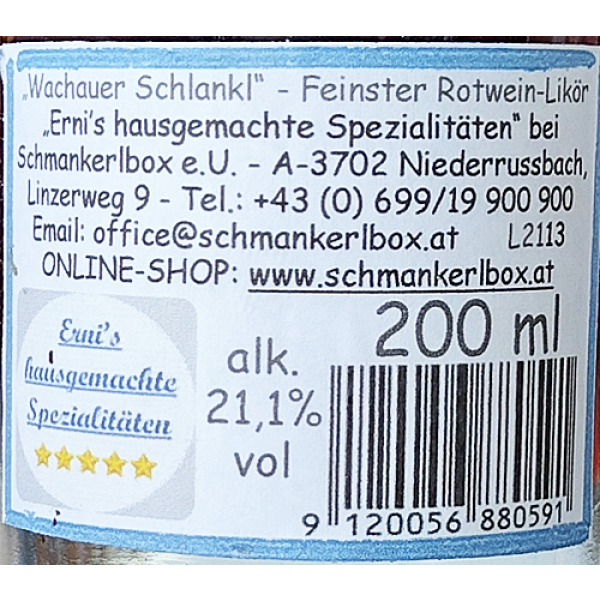 „Wachauer Schlankl" - Feinster Rotwein-Likör
„Erni's hausgemachte Spezialitäten" bei
Schmankerlbox e.U. - A-3702 Niederrussbach,
Linzerweg 9 - Tel.: +43 (0) 699/19 900 900
Email: office@schmankerlbox.at L2113
ONLINE-SHOP: www.schmankerlbox.at
Erni's
hausgemachte
Spezialitäten
alk.
21,1%
vol
200 ml
9 120056 880591